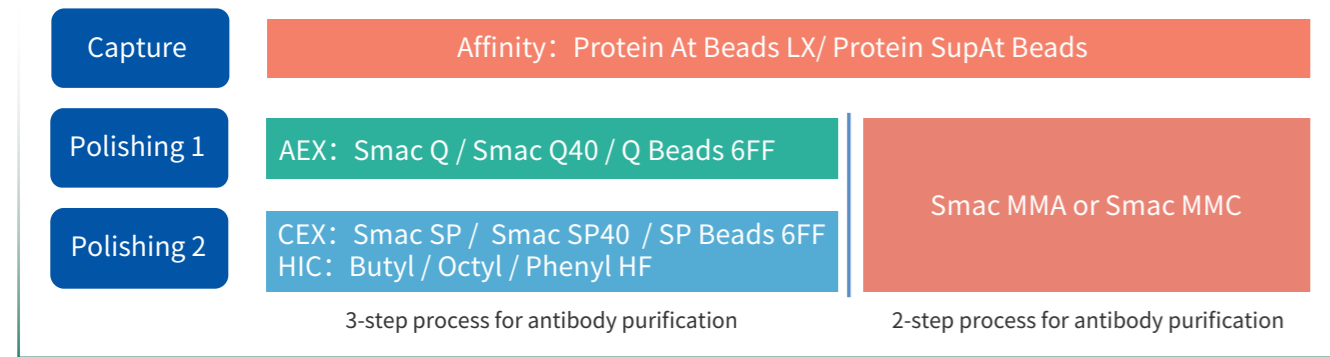 Capture
Affinity：Protein At Beads LX/ Protein SupAt Beads
Polishing 1
AEX：Smac Q / Smac Q40 / Q Beads 6FF
Smac MMA or Smac MMC
Polishing 2
CEX：Smac SP / Smac SP40 / SP Beads 6FF
HIC：Butyl / Octyl / Phenyl HF
3-step process for antibody purification
2-step process for antibody purification